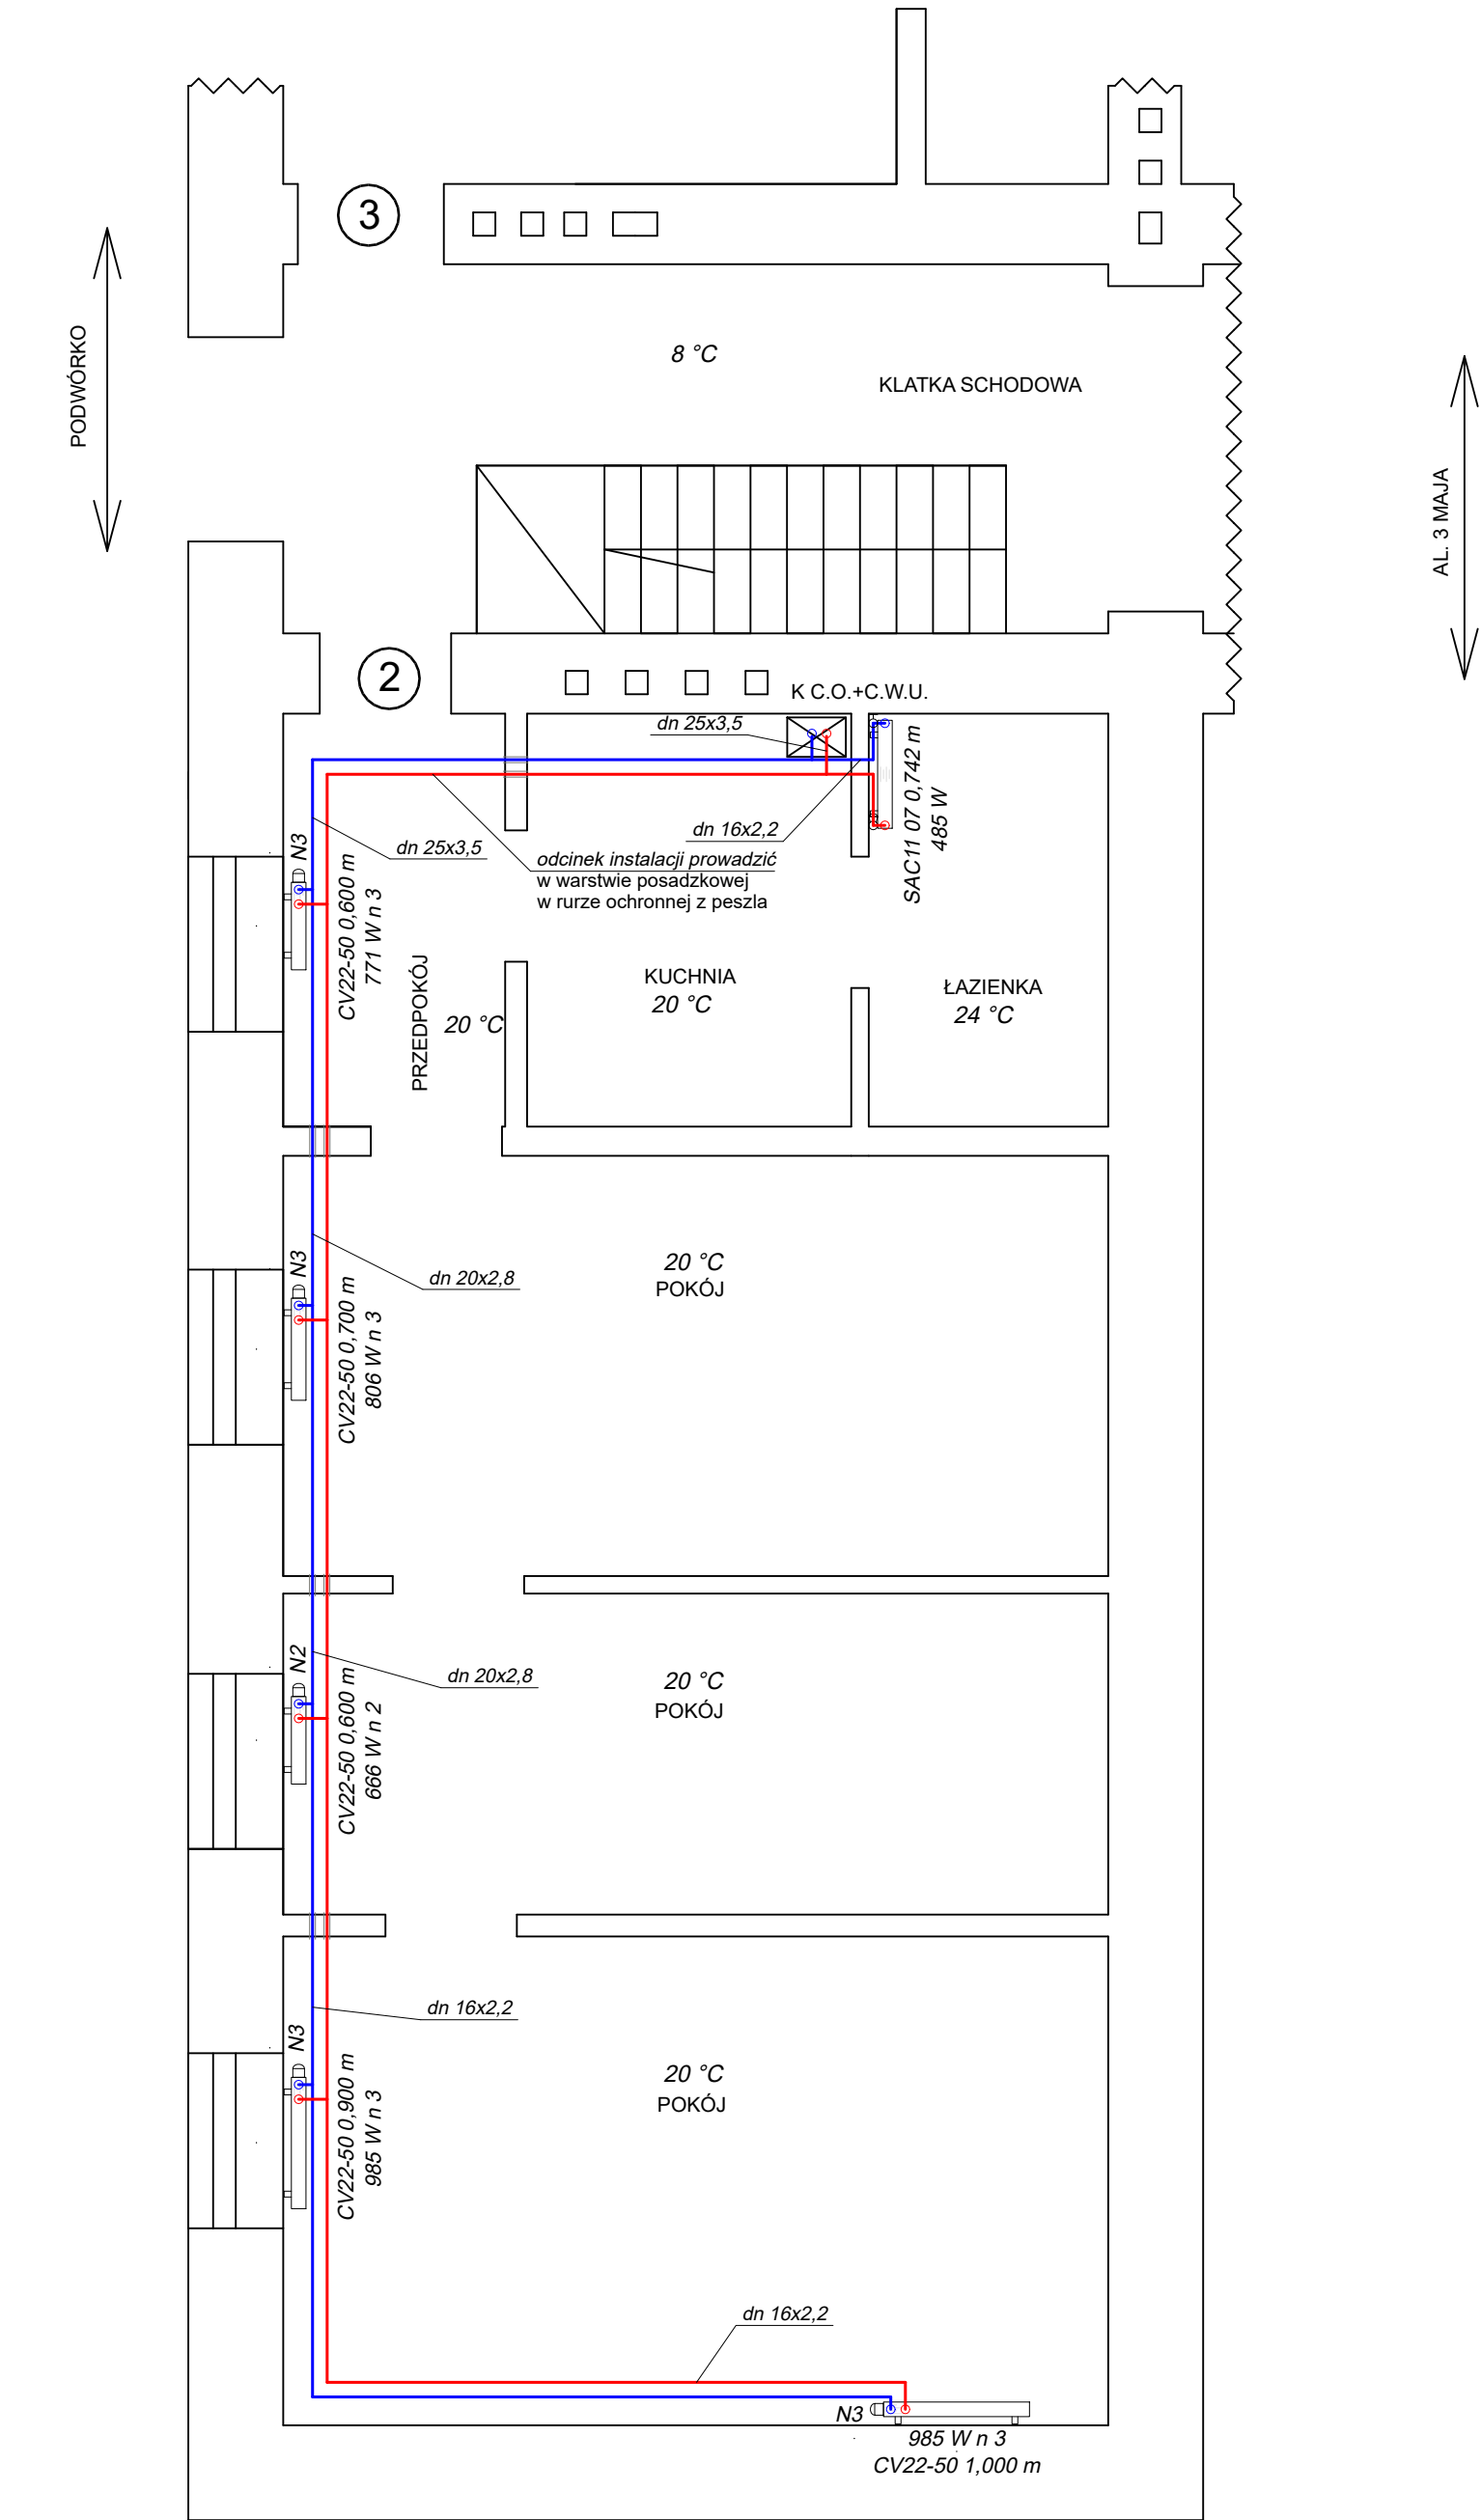 3
8 °C
KLATKA SCHODOWA
PODWÓRKO
AL. 3 MAJA
2
K C.O.+C.W.U.
dn 25x3,5
SAC11 07 0,742 m
485 W
dn 16x2,2
dn 25x3,5
odcinek instalacji prowadzić
w warstwie posadzkowej
w rurze ochronnej z peszla
N3
CV22-50 0,600 m
771 W n 3
PRZEDPOKÓJ
20 °C
KUCHNIA
20 °C
ŁAZIENKA
24 °C
N3
CV22-50 0,700 m
806 W n 3
dn 20x2,8
20 °C
POKÓJ
N2
CV22-50 0,600 m
666 W n 2
dn 20x2,8
20 °C
POKÓJ
dn 16x2,2
N3
CV22-50 0,900 m
985 W n 3
20 °C
POKÓJ
dn 16x2,2
N3
985 W n 3
CV22-50 1,000 m